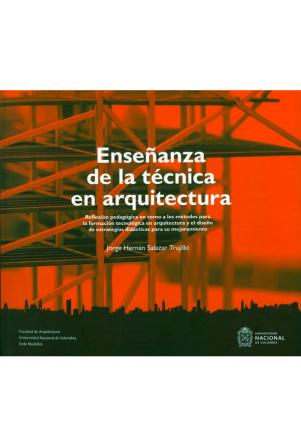 Enseñanza
de la técnica
en arquitectura
Reflexión pedagógica en torno a los métodos para
la formación tecnológica en arquitectura y el diseño
de estrategias didácticas para su mejoramiento
Jorge Hernán Salazar Trujillo
Facultad de Arquitectura
Universidad Nacional de Colombia,
Sede Medellín
UNIVERSIDAD
NACIONAL
DE COLOMBIA